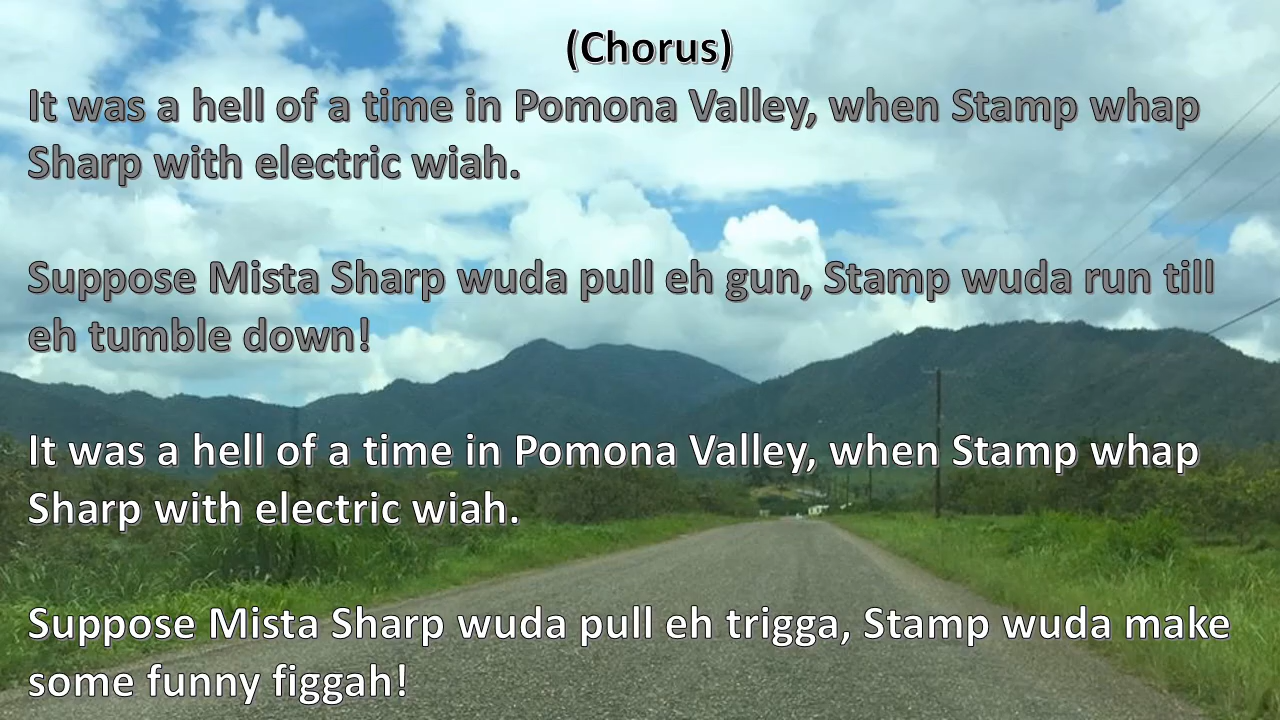 (Chorus)
It was a hell of a time in Pomona Valley, when Stamp whap
Sharp with electric wiah.
Suppose Mista Sharp wuda pull eh gun, Stamp wuda run till
eh tumble down!
It was a hell of a time in Pomona Valley, when Stamp whap
Sharp with electric wiah.
Suppose Mista Sharp wuda pull eh trigga, Stamp wuda make
some funny figgah!